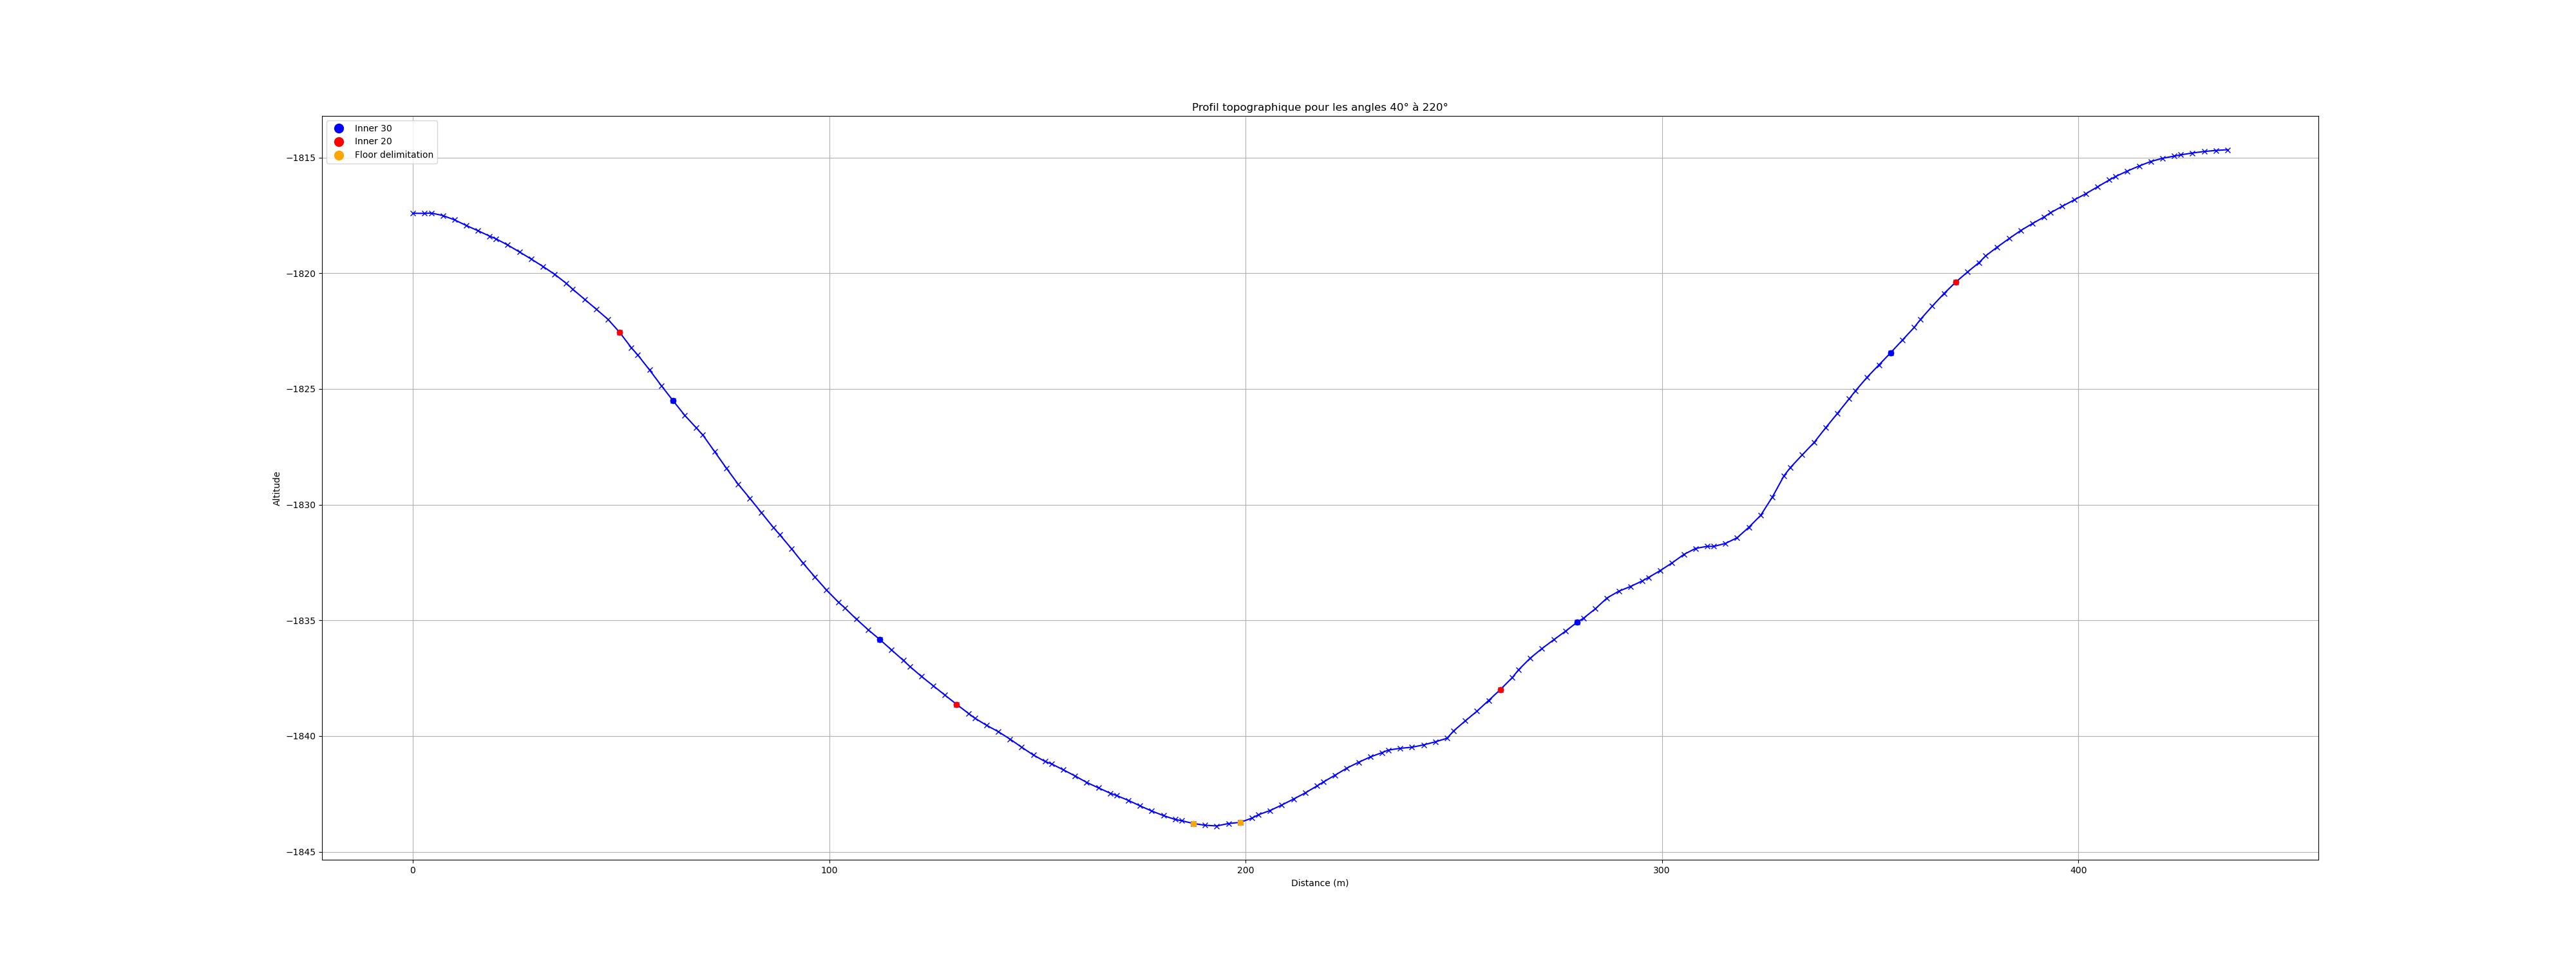 Profil topographique pour les angles 40° à 220°
Inner 30
Inner 20
Floor delimitation
−1815
−1820
−1825
−1830
−1835
−1840
−1845
Altitude
0 100 200 300 400
Distance (m)